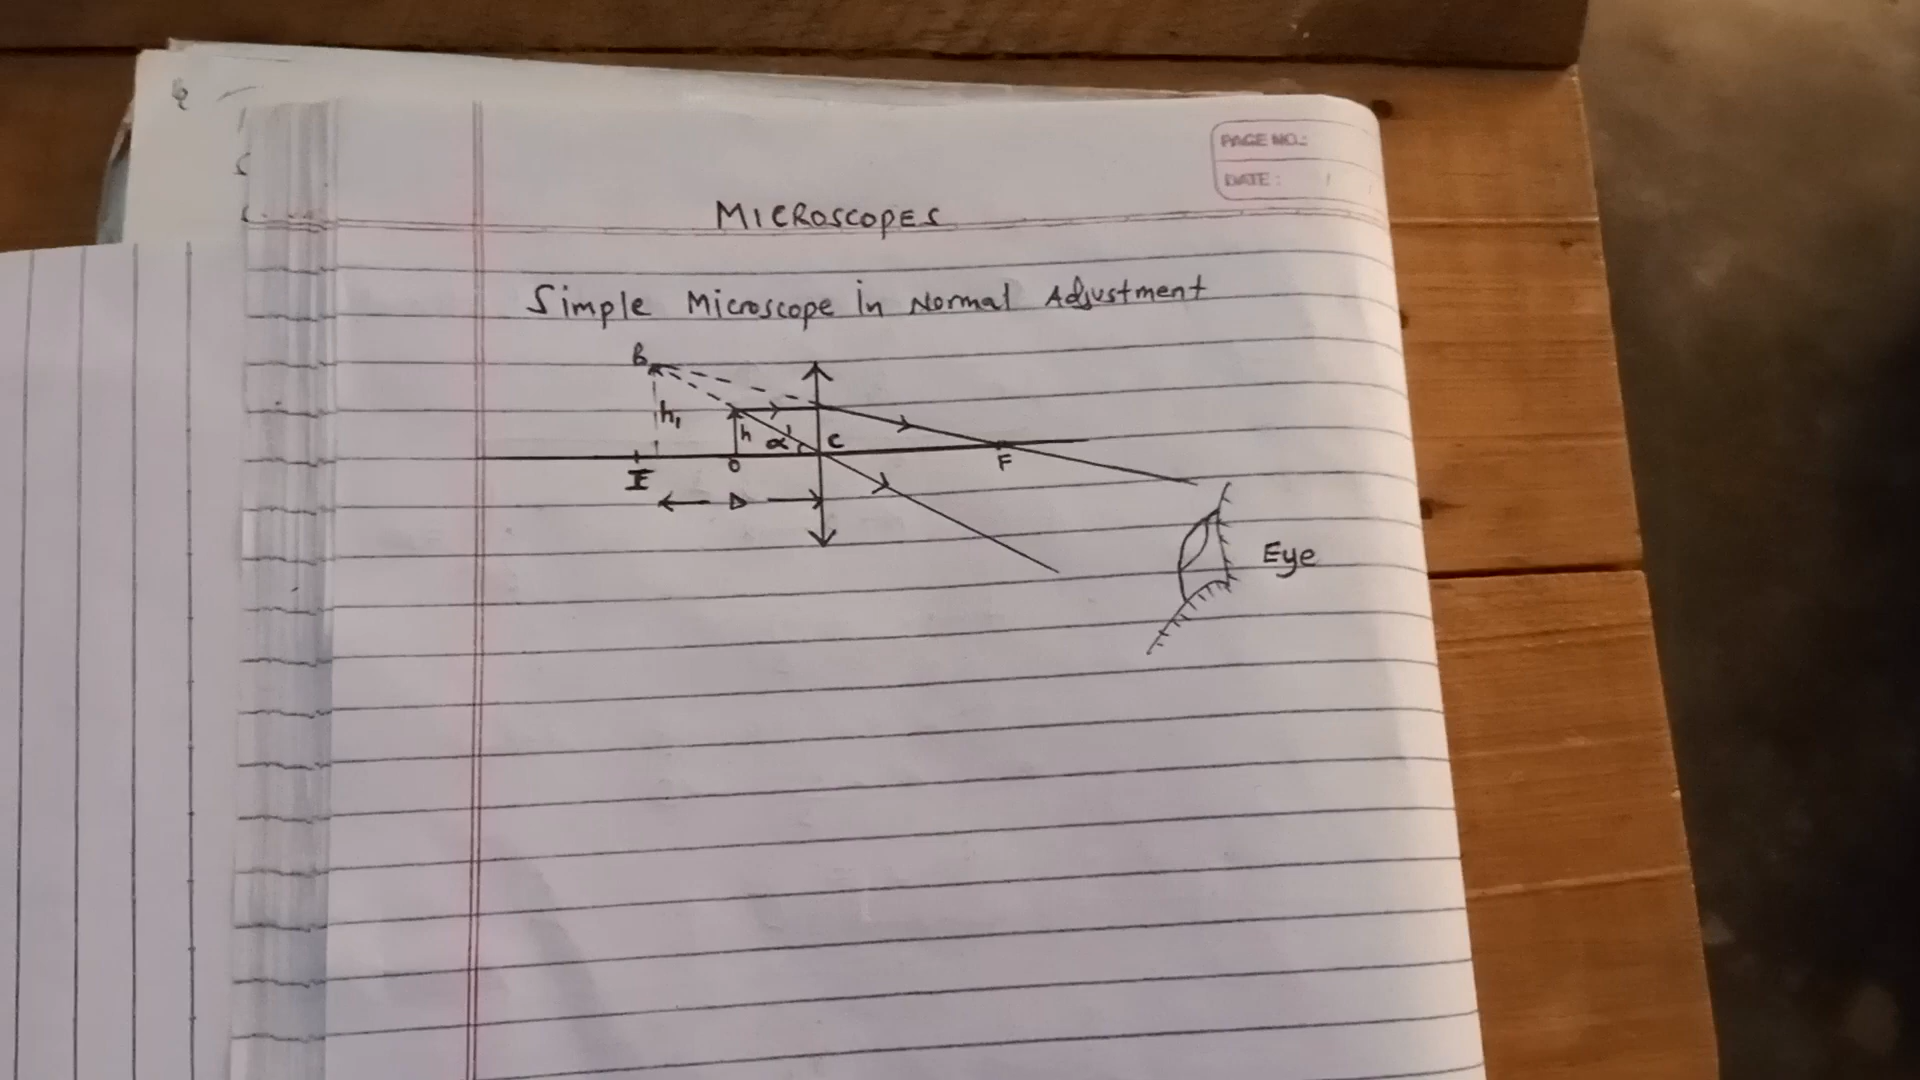 PAGE NO.:
DATE:
MICROSCOPES
Simple Microscope in Normal Adjustment
B
h₁
h
α'
C
I
O
F
D
Eye